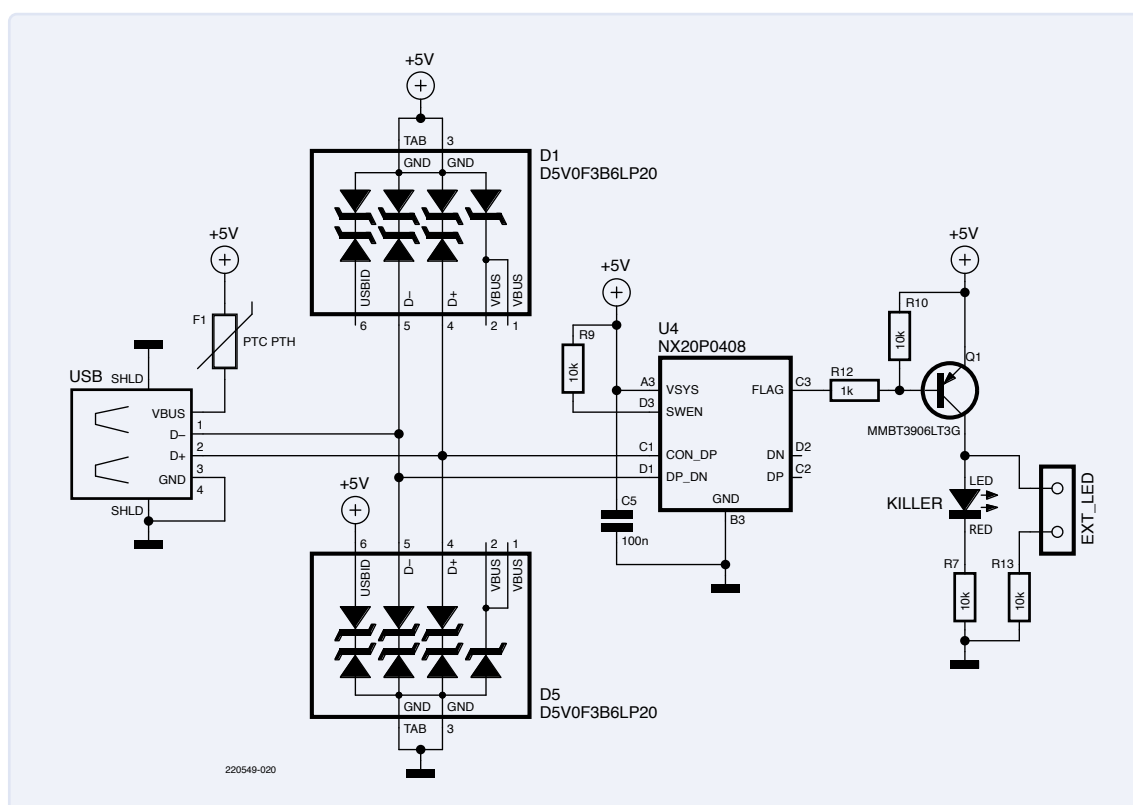 +5V
TAB
3
GND
GND
D1
D5V0F3B6LP20
USBID
D–
D+
VBUS
VBUS
6
5
4
2
1
+5V
F1
PTC PTH
SHLD
USB
VBUS
D–
D+
GND
1
2
3
4
SHLD
+5V
R9
10k
U4
NX20P0408
A3
VSYS
D3
SWEN
C1
CON_DP
D1
DP_DN
GND
B3
FLAG
C3
DN
D2
DP
C2
C5
100n
R12
1k
+5V
R10
10k
Q1
MMBT3906LT3G
LED
KILLER
RED
R7
10k
R13
10k
EXT_LED
+5V
6
5
4
2
1
USBID
D–
D+
VBUS
VBUS
GND
GND
TAB
3
D5
D5V0F3B6LP20
220549-020